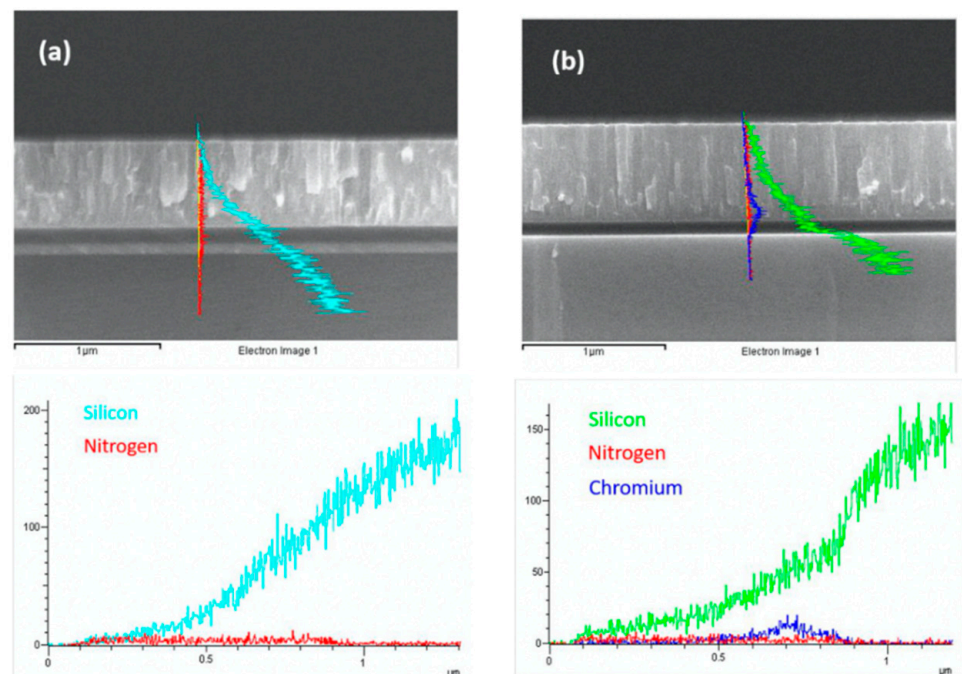 (a)
1μm
Electron Image 1
(b)
1μm
Electron Image 1
200
100
0
Silicon
Nitrogen
0
0.5
1
μm
150
100
50
0
Silicon
Nitrogen
Chromium
0
0.5
1
μm